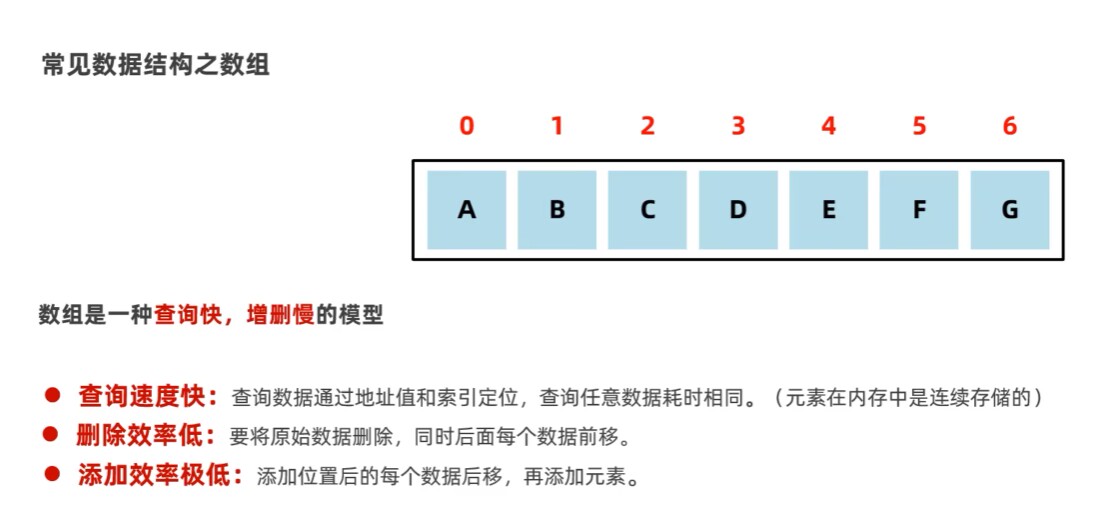 常见数据结构之数组
0 1 2 3 4 5 6
A B C D E F G
数组是一种查询快，增删慢的模型
● 查询速度快：查询数据通过地址值和索引定位，查询任意数据耗时相同。（元素在内存中是连续存储的）
● 删除效率低：要将原始数据删除，同时后面每个数据前移。
● 添加效率极低：添加位置后的每个数据后移，再添加元素。